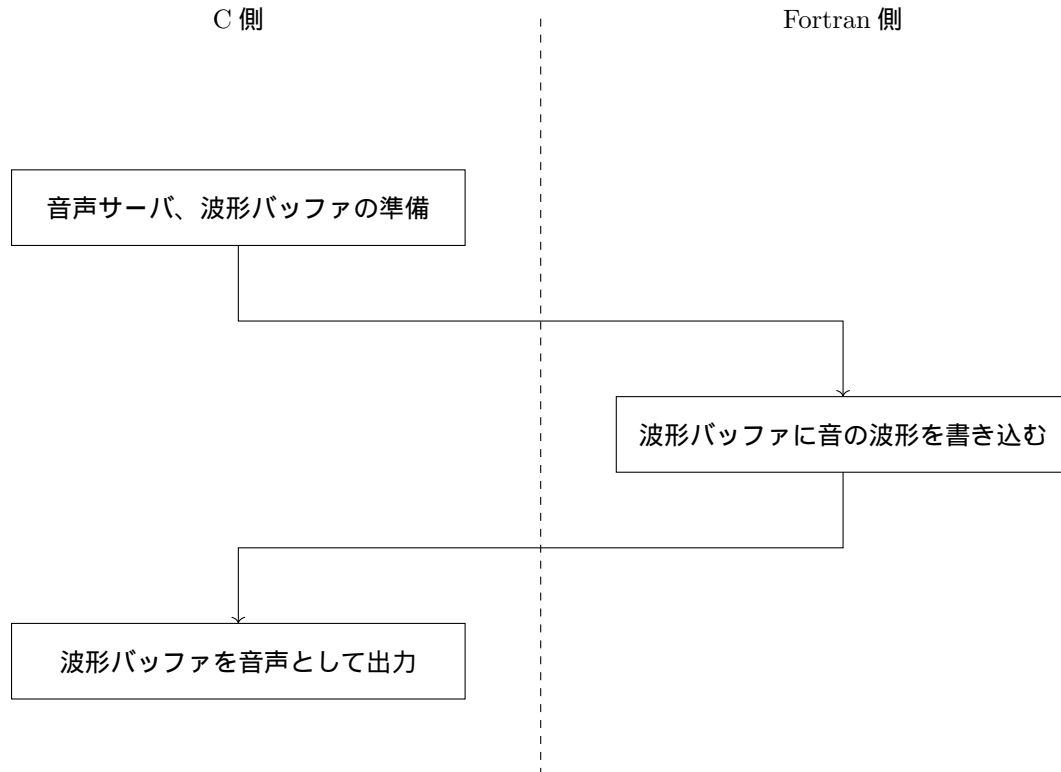 C 側
Fortran 側
音声サーバ、波形バッファの準備
波形バッファに音の波形を書き込む
波形バッファを音声として出力